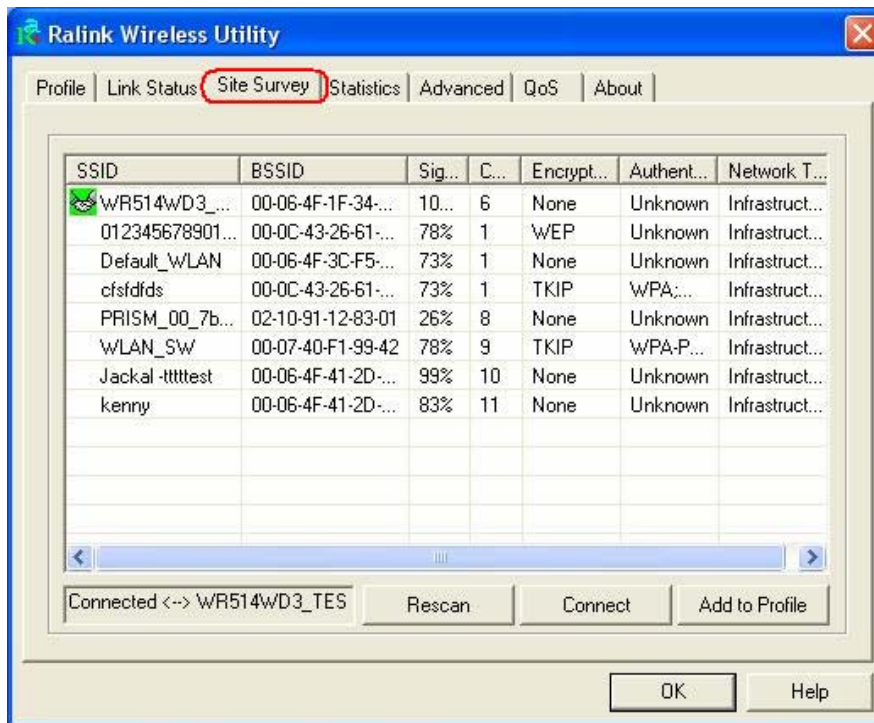 Ralink Wireless Utility
Profile Link Status Site Survey Statistics Advanced QoS About
SSID BSSID Sig... C... Encrypt... Authent... Network T...
WR514WD3_... 00-06-4F-1F-34-... 10... 6 None Unknown Infrastruct...
012345678901... 00-0C-43-26-61-... 78% 1 WEP Unknown Infrastruct...
Default_WLAN 00-06-4F-3C-F5-... 73% 1 None Unknown Infrastruct...
cfsfdfds 00-0C-43-26-61-... 73% 1 TKIP WPA;... Infrastruct...
PRISM_00_7b... 02-10-91-12-83-01 26% 8 None Unknown Infrastruct...
WLAN_SW 00-07-40-F1-99-42 78% 9 TKIP WPA-P... Infrastruct...
Jackal -tttttest 00-06-4F-41-2D-... 99% 10 None Unknown Infrastruct...
kenny 00-06-4F-41-2D-... 83% 11 None Unknown Infrastruct...
Connected <--> WR514WD3_TES Rescan Connect Add to Profile
OK Help